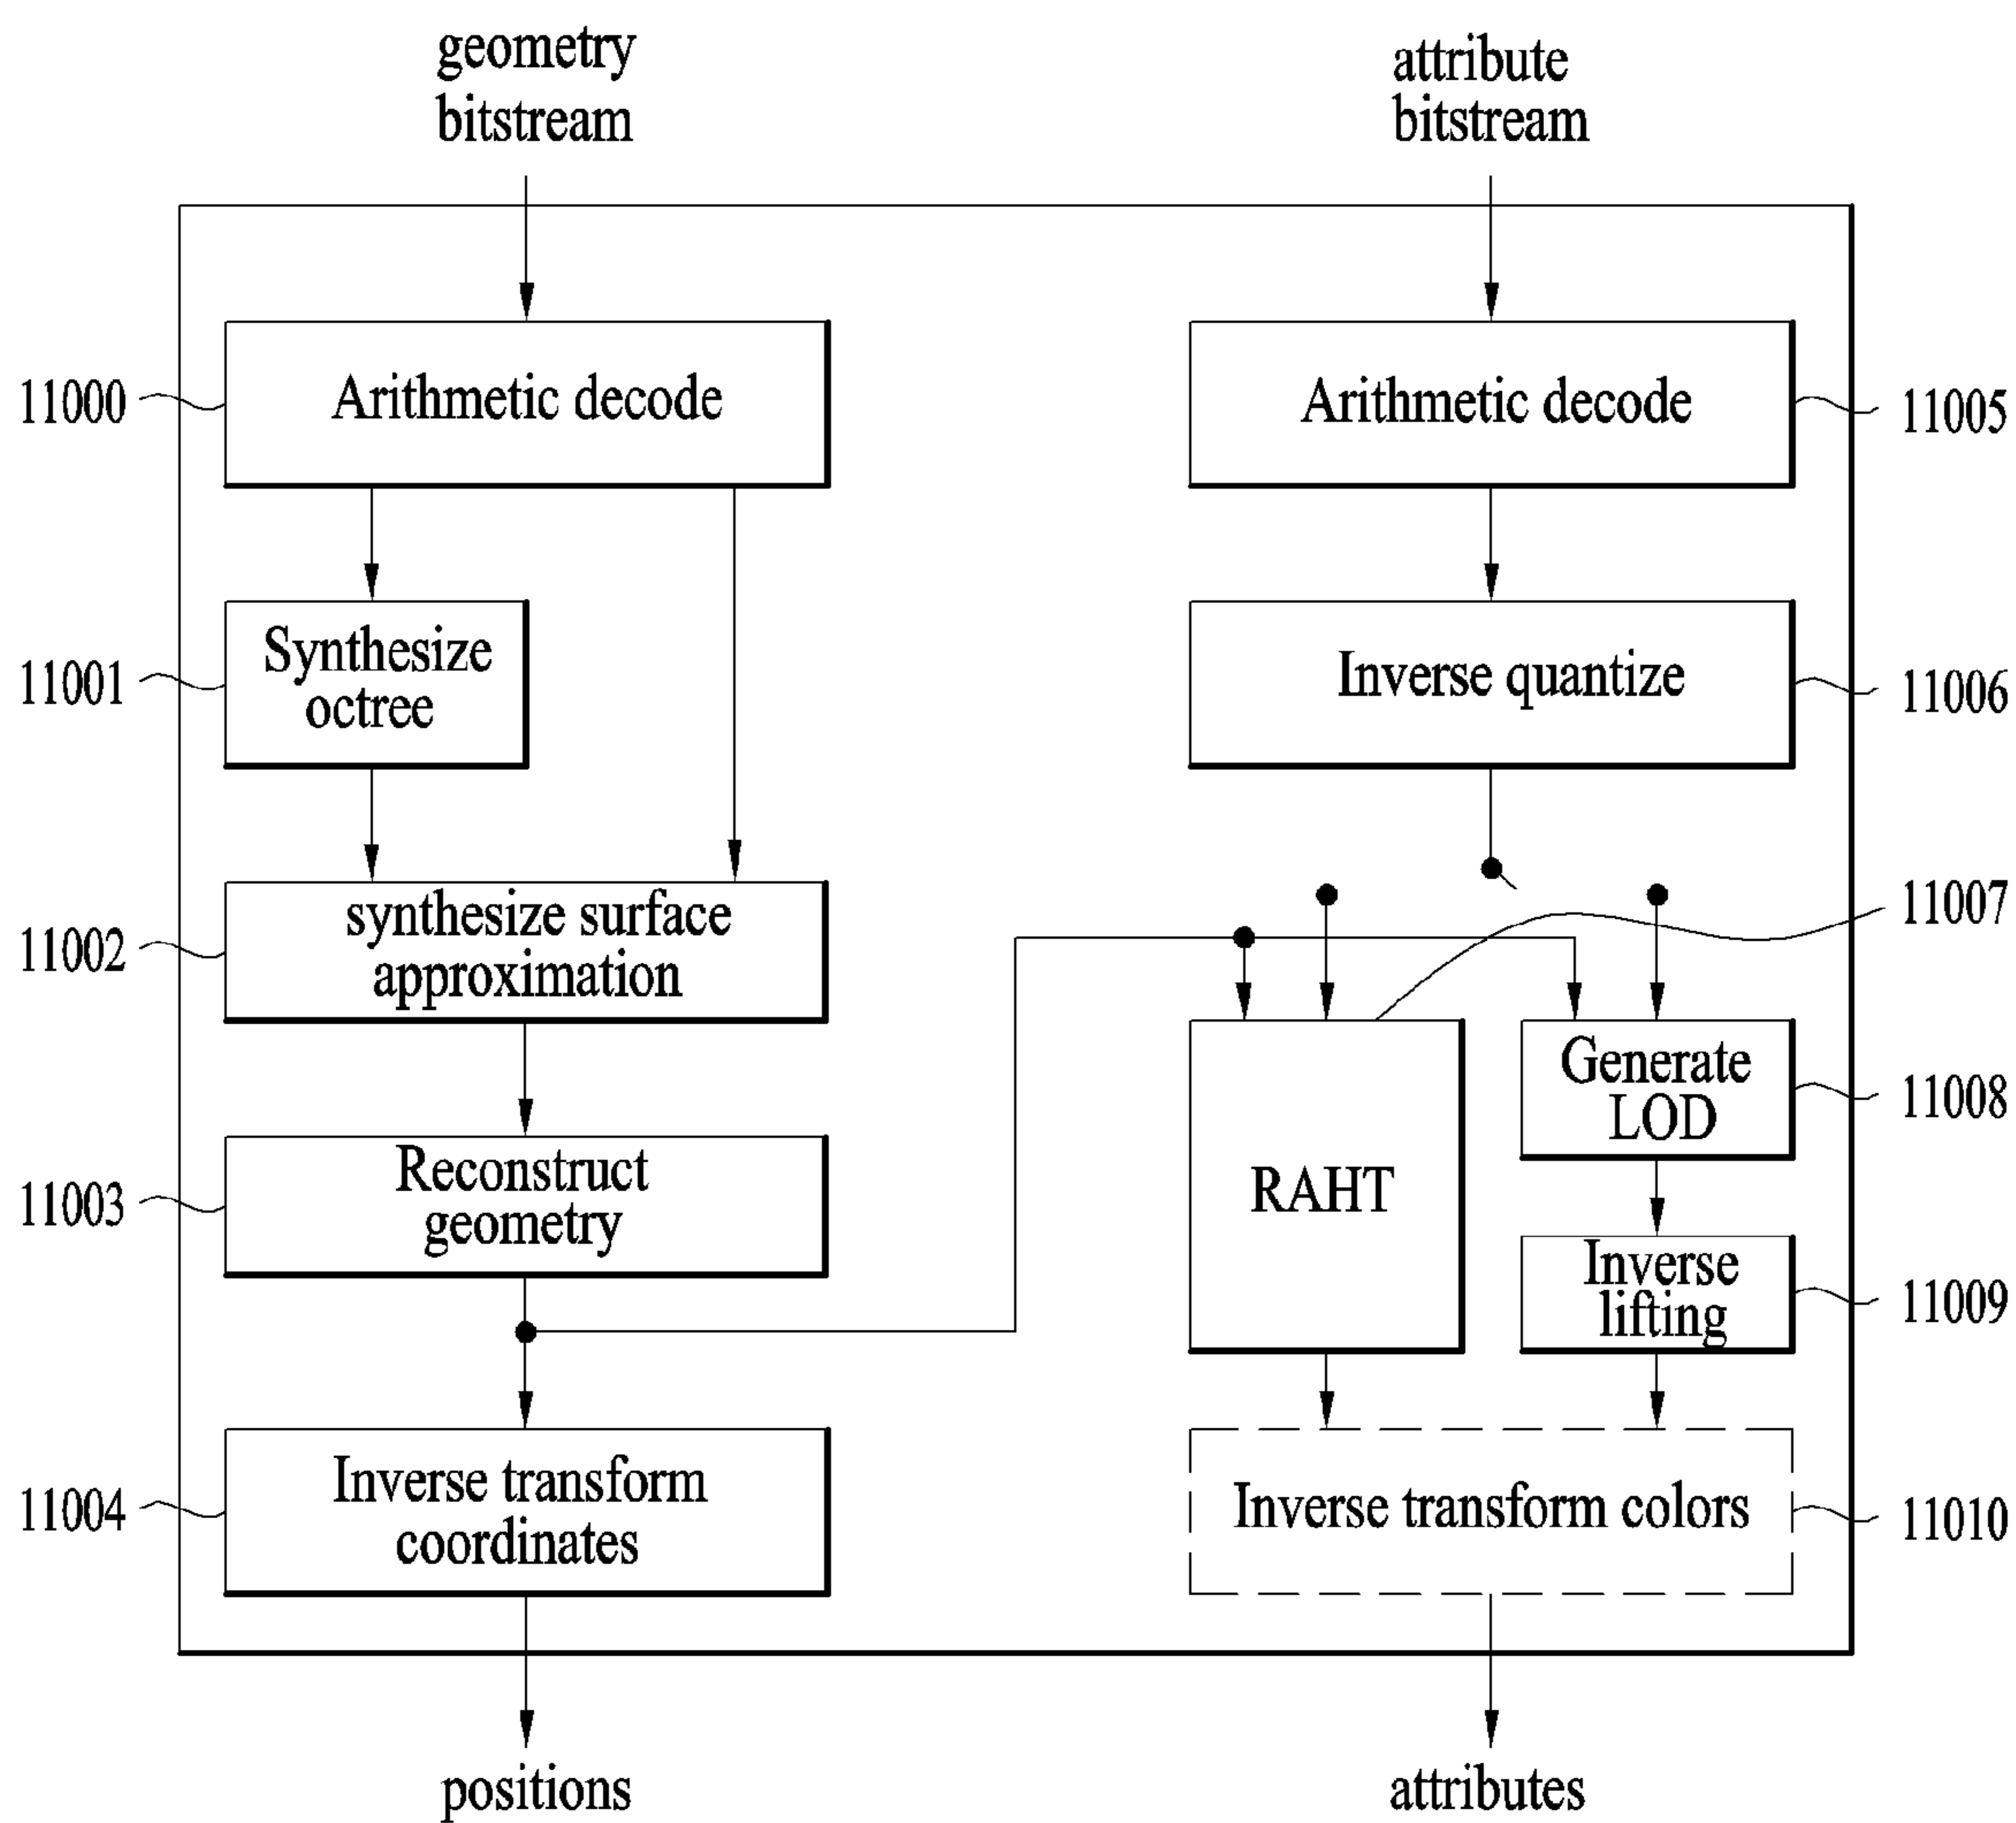 geometry
bitstream
attribute
bitstream
11000
Arithmetic decode
Arithmetic decode
11005
11001
Synthesize
octree
Inverse quantize
11006
11002
synthesize surface
approximation
11007
11003
Reconstruct
geometry
RAHT
Generate
LOD
11008
Inverse
lifting
11009
11004
Inverse transform
coordinates
Inverse transform colors
11010
positions
attributes